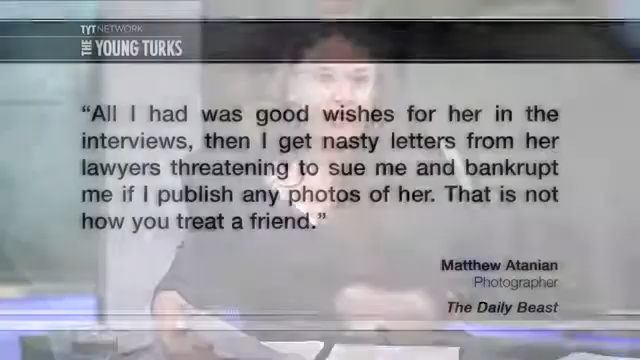 TYT NETWORK
THE YOUNG TURKS
“All I had was good wishes for her in the
interviews, then I get nasty letters from her
lawyers threatening to sue me and bankrupt
me if I publish any photos of her. That is not
how you treat a friend.”
Matthew Atanian
Photographer
The Daily Beast